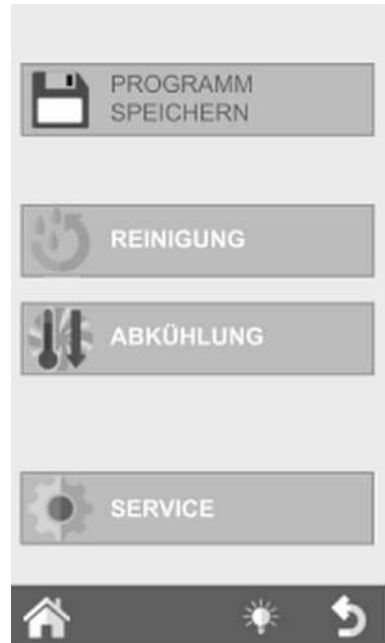 PROGRAMM
SPEICHERN
REINIGUNG
ABKÜHLUNG
SERVICE